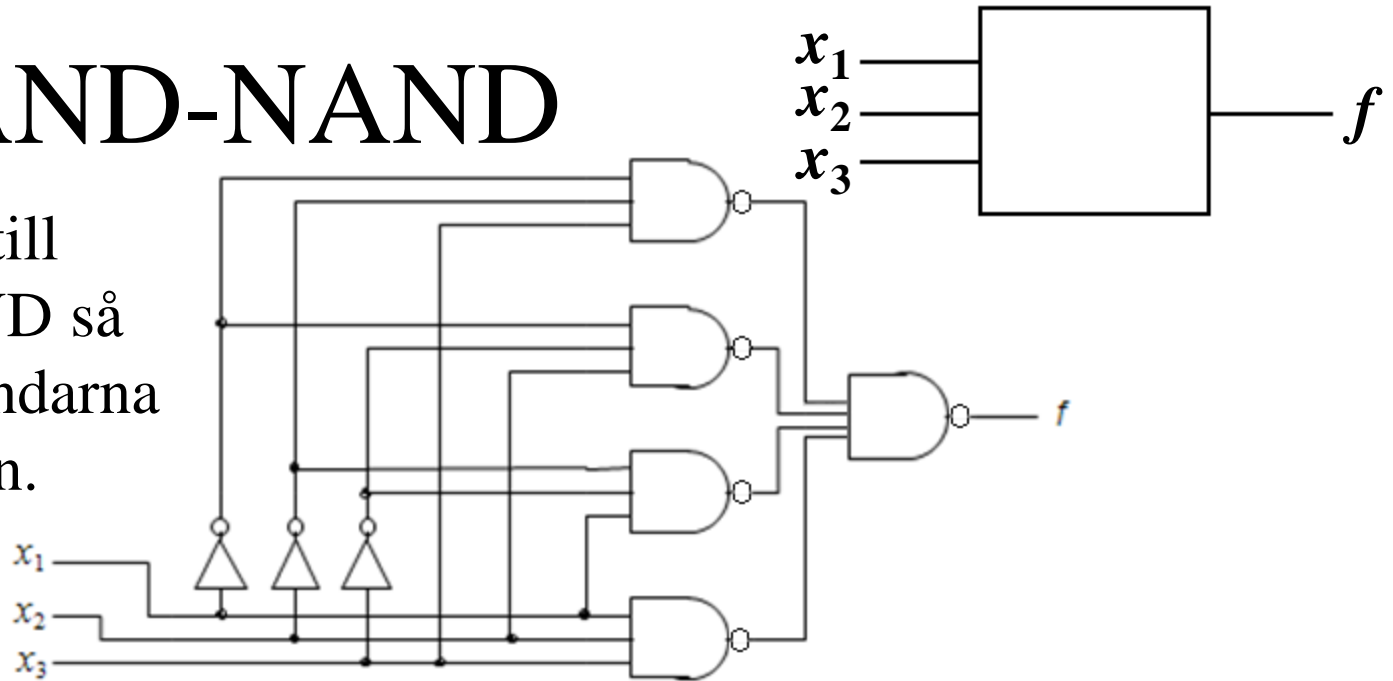 AND-NAND
till
D så
ndarna
n.
x₁
x₂
x₃
f
x₁
x₂
x₃
f